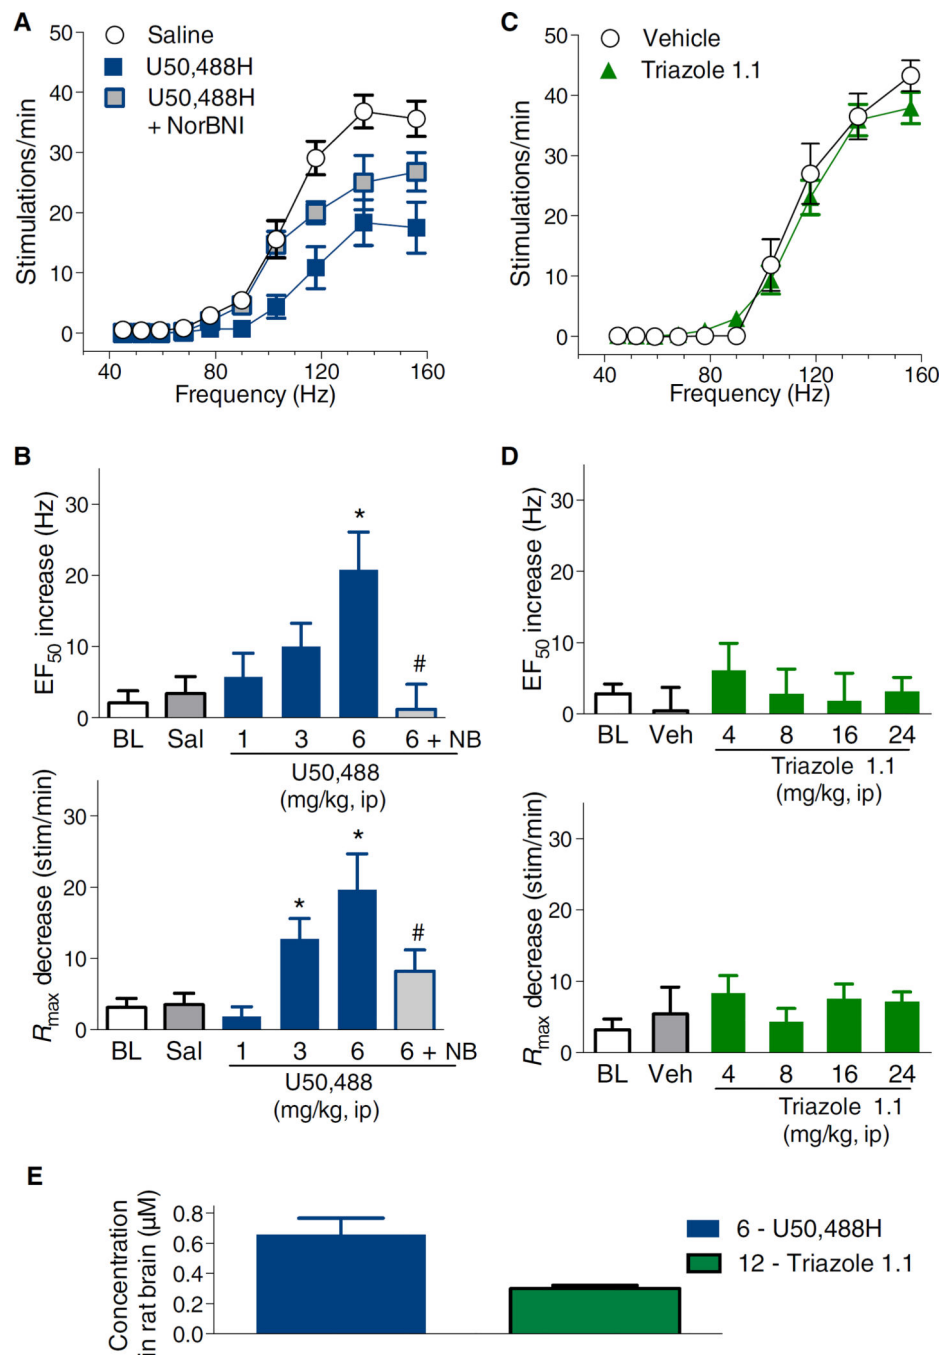 A
Saline
U50,488H
U50,488H
+ NorBNI
50
40
30
20
10
0
Stimulations/min
40 80 120 160
Frequency (Hz)
C
Vehicle
Triazole 1.1
50
40
30
20
10
0
Stimulations/min
40 80 120 160
Frequency (Hz)
B
EF50 increase (Hz)
30
20
10
0
*
#
BL Sal 1 3 6 6 + NB
U50,488
(mg/kg, ip)
Rmax decrease (stim/min)
30
20
10
0
*
*
#
BL Sal 1 3 6 6 + NB
U50,488
(mg/kg, ip)
D
EF50 increase (Hz)
30
20
10
0
BL Veh 4 8 16 24
Triazole 1.1
(mg/kg, ip)
Rmax decrease (stim/min)
30
20
10
0
BL Veh 4 8 16 24
Triazole 1.1
(mg/kg, ip)
E
Concentration
in rat brain (µM)
0.8
0.6
0.4
0.2
0.0
6 - U50,488H
12 - Triazole 1.1